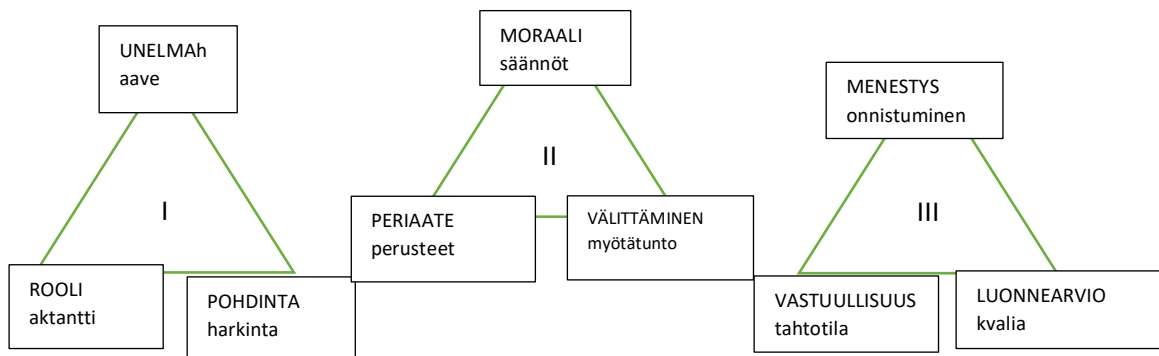 UNELMAh
aave
I
ROOLI
aktantti
POHDINTA
harkinta
MORAALI
säännöt
II
PERIAATE
perusteet
VÄLITTÄMINEN
myötätunto
MENESTYS
onnistuminen
III
VASTUULLISUUS
tahtotila
LUONNEARVIO
kvalia